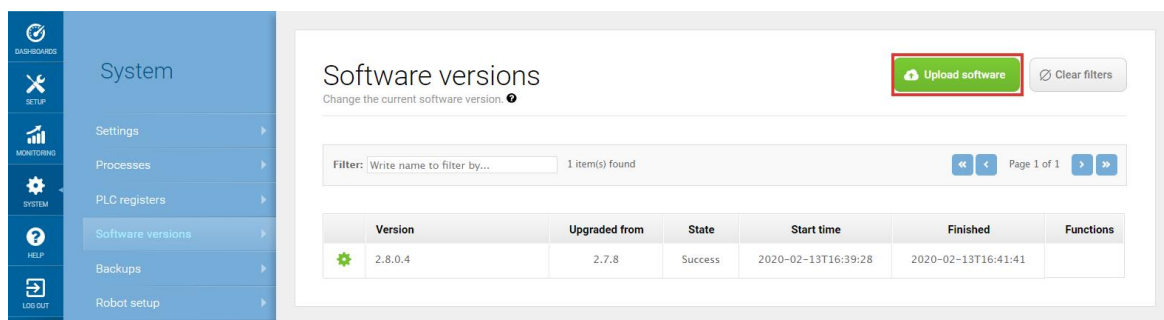 DASHBOARDS
SETUP
MONITORING
SYSTEM
HELP
LOG OUT
System
Settings
Processes
PLC registers
Software versions
Backups
Robot setup
Software versions
Change the current software version. ?
Upload software
Clear filters
Filter: Write name to filter by... 1 item(s) found
« ‹ Page 1 of 1 › »
Version Upgraded from State Start time Finished Functions
2.8.0.4 2.7.8 Success 2020-02-13T16:39:28 2020-02-13T16:41:41